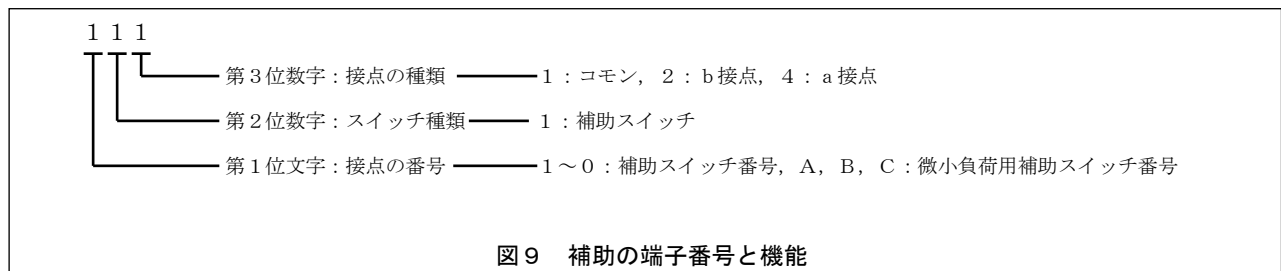 １１１
第３位数字：接点の種類 １：コモン，２：ｂ接点，４：ａ接点
第２位数字：スイッチ種類 １：補助スイッチ
第１位文字：接点の番号 １～０：補助スイッチ番号，Ａ，Ｂ，Ｃ：微小負荷用補助スイッチ番号
図９ 補助の端子番号と機能